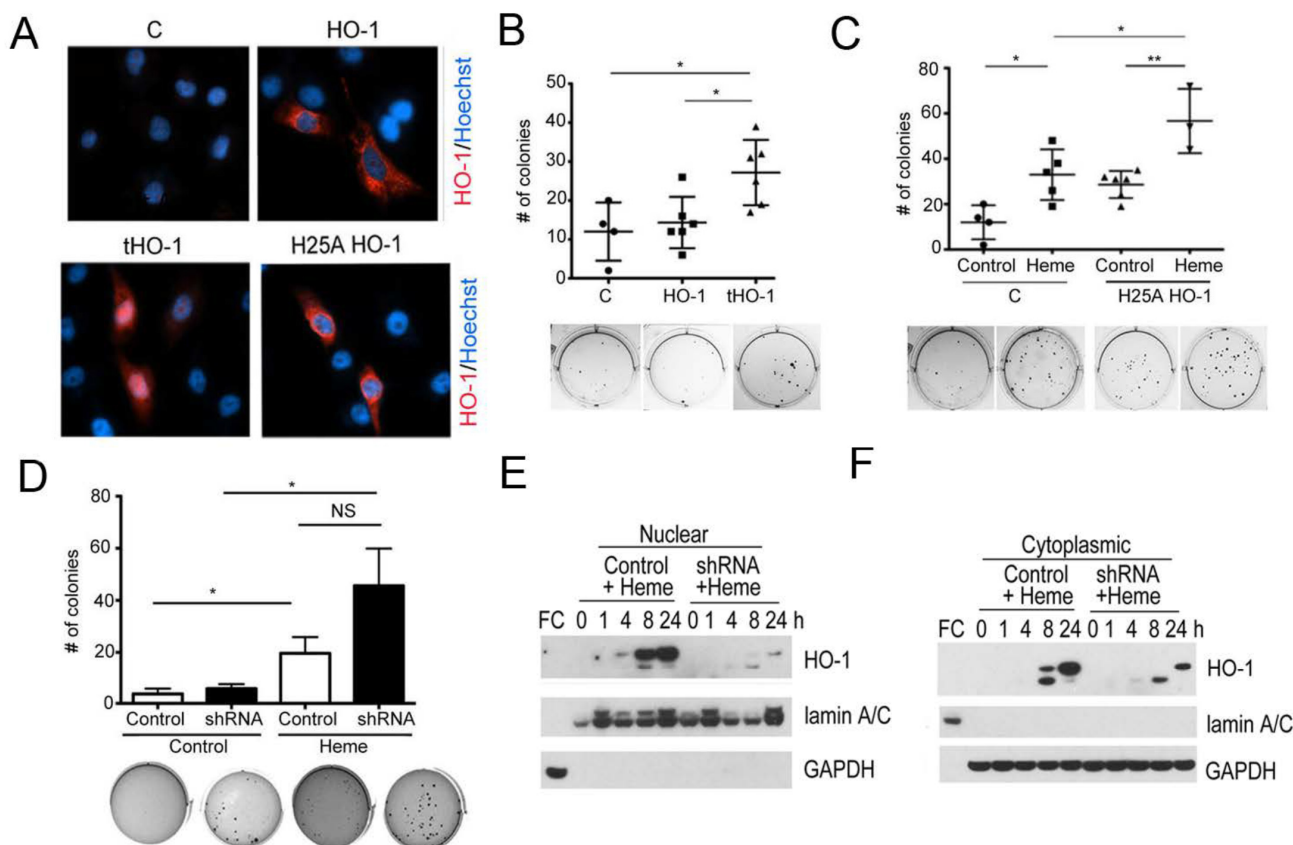 A
C
HO-1
HO-1/Hoechst
tHO-1
H25A HO-1
HO-1/Hoechst
B
*
*
# of colonies
50
40
30
20
10
0
C
HO-1
tHO-1
C
*
*
**
# of colonies
80
60
40
20
0
Control
Heme
Control
Heme
C
H25A HO-1
D
*
NS
*
# of colonies
80
60
40
20
0
Control
shRNA
Control
shRNA
Control
Heme
E
Nuclear
Control shRNA
+ Heme +Heme
FC 0 1 4 8 24 0 1 4 8 24 h
HO-1
lamin A/C
GAPDH
F
Cytoplasmic
Control shRNA
+ Heme +Heme
FC 0 1 4 8 24 0 1 4 8 24 h
HO-1
lamin A/C
GAPDH